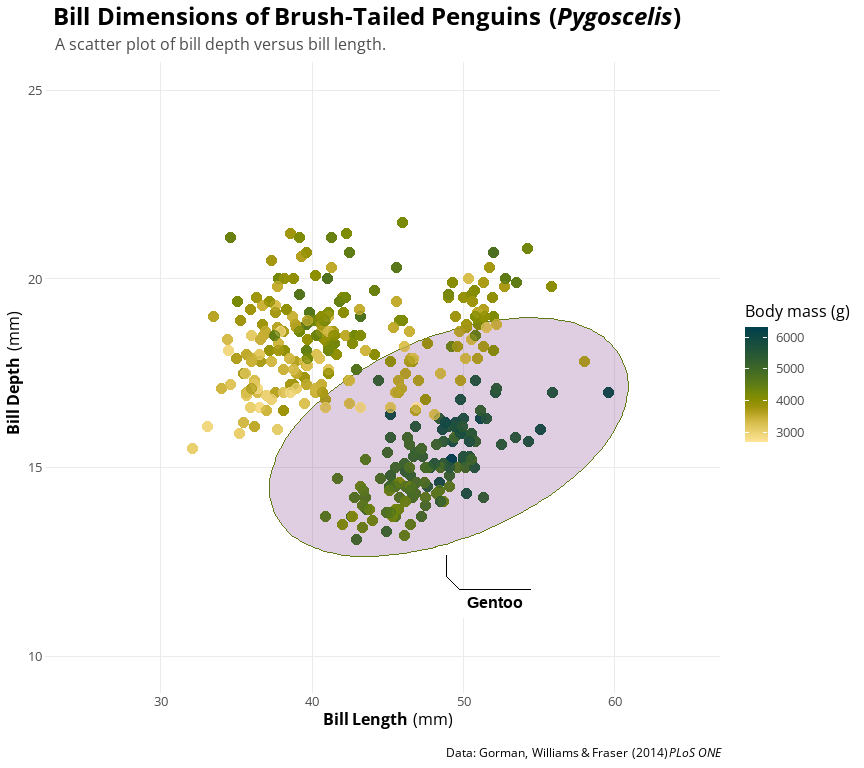 Bill Dimensions of Brush-Tailed Penguins (Pygoscelis)
A scatter plot of bill depth versus bill length.
25
20
15
10
Bill Depth (mm)
30 40 50 60
Bill Length (mm)
Gentoo
Body mass (g)
6000
5000
4000
3000
Data: Gorman, Williams & Fraser (2014) PLoS ONE